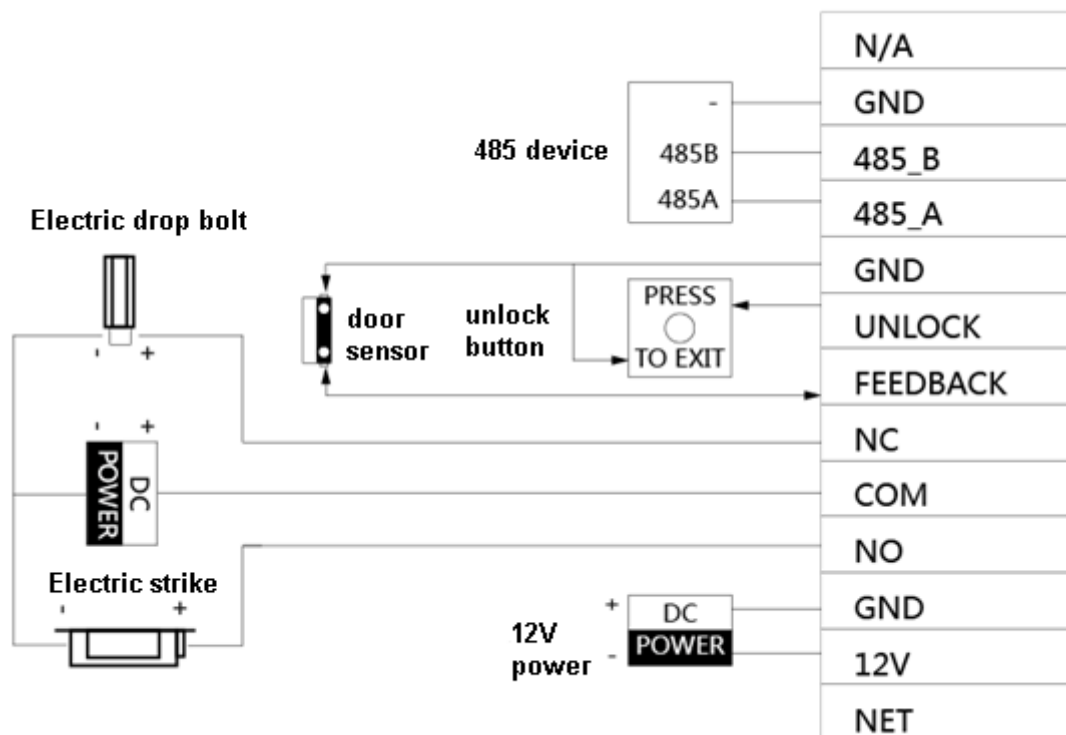 N/A
GND
485_B
485_A
GND
UNLOCK
FEEDBACK
NC
COM
NO
GND
12V
NET
485 device
-
485B
485A
Electric drop bolt
- +
door
sensor
unlock
button
PRESS
TO EXIT
- +
POWER
DC
Electric strike
- +
12V
power
+
-
DC
POWER